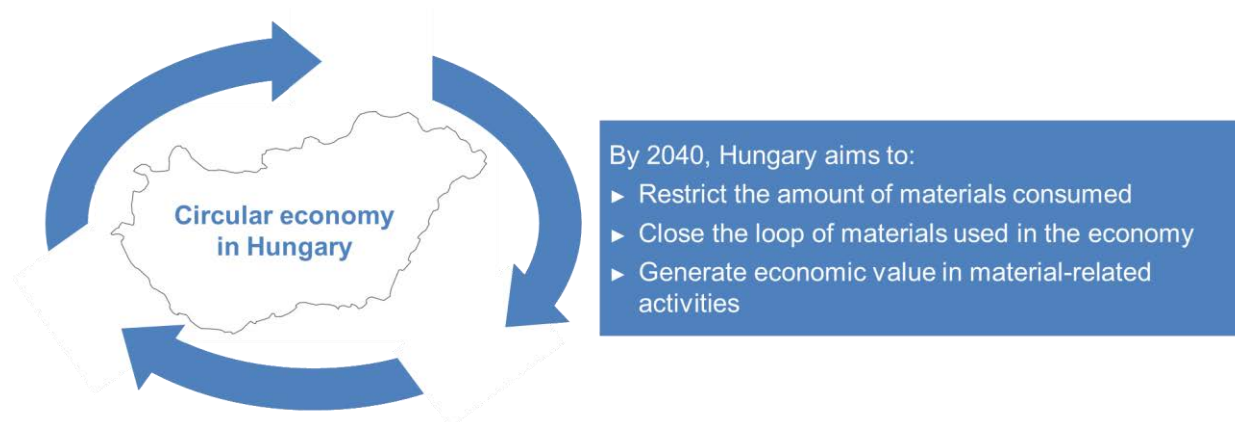 Circular economy
in Hungary
By 2040, Hungary aims to:
► Restrict the amount of materials consumed
► Close the loop of materials used in the economy
► Generate economic value in material-related
activities